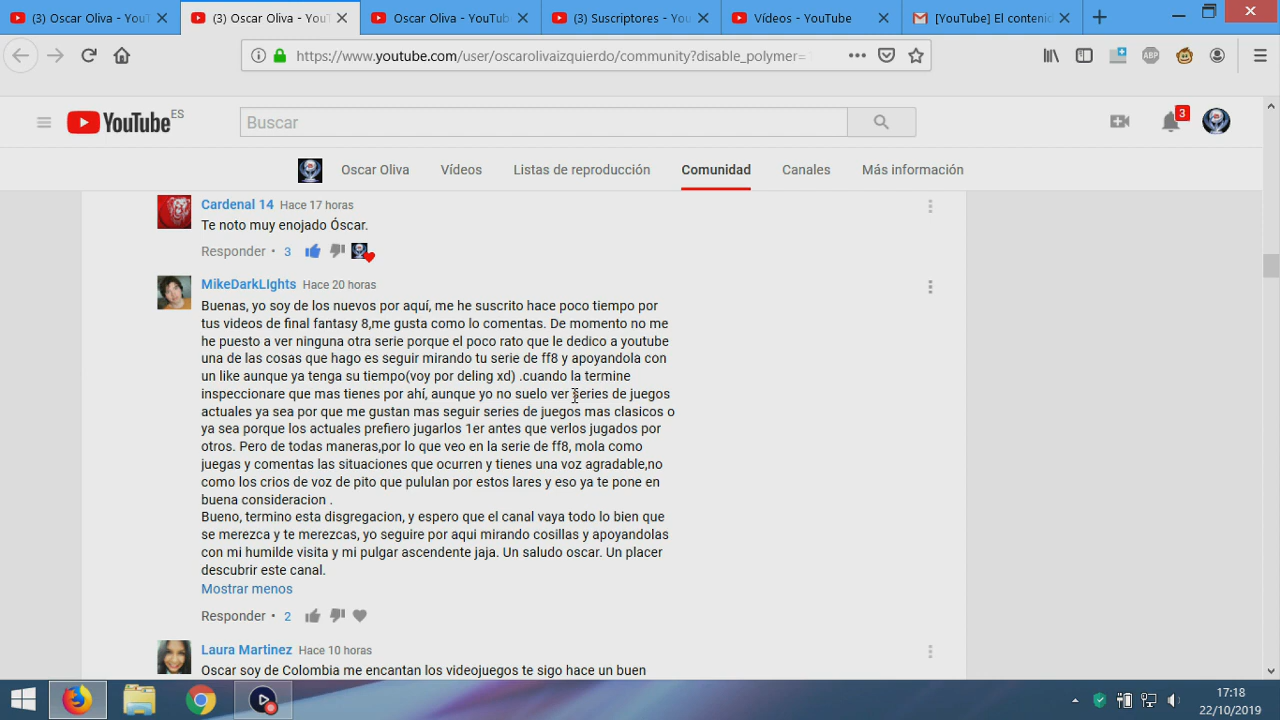 (3) Oscar Oliva - YouT
(3) Oscar Oliva - YouT
Oscar Oliva - YouTub
(3) Suscriptores - You
Vídeos - YouTube
[YouTube] El contenid
https://www.youtube.com/user/oscarolivaizquierdo/community?disable_polymer=
ABP
YouTube ES
Buscar
3
Oscar Oliva
Vídeos
Listas de reproducción
Comunidad
Canales
Más información
Cardenal 14 Hace 17 horas
Te noto muy enojado Óscar.
Responder · 3
MikeDarkLIghts Hace 20 horas
Buenas, yo soy de los nuevos por aquí, me he suscrito hace poco tiempo por
tus videos de final fantasy 8,me gusta como lo comentas. De momento no me
he puesto a ver ninguna otra serie porque el poco rato que le dedico a youtube
una de las cosas que hago es seguir mirando tu serie de ff8 y apoyandola con
un like aunque ya tenga su tiempo(voy por deling xd) .cuando la termine
inspeccionare que mas tienes por ahí, aunque yo no suelo ver series de juegos
actuales ya sea por que me gustan mas seguir series de juegos mas clasicos o
ya sea porque los actuales prefiero jugarlos 1er antes que verlos jugados por
otros. Pero de todas maneras,por lo que veo en la serie de ff8, mola como
juegas y comentas las situaciones que ocurren y tienes una voz agradable,no
como los crios de voz de pito que pululan por estos lares y eso ya te pone en
buena consideracion .
Bueno, termino esta disgregacion, y espero que el canal vaya todo lo bien que
se merezca y te merezcas, yo seguire por aqui mirando cosillas y apoyandolas
con mi humilde visita y mi pulgar ascendente jaja. Un saludo oscar. Un placer
descubrir este canal.
Mostrar menos
Responder · 2
Laura Martinez Hace 10 horas
Oscar soy de Colombia me encantan los videojuegos te sigo hace un buen
17:18
22/10/2019